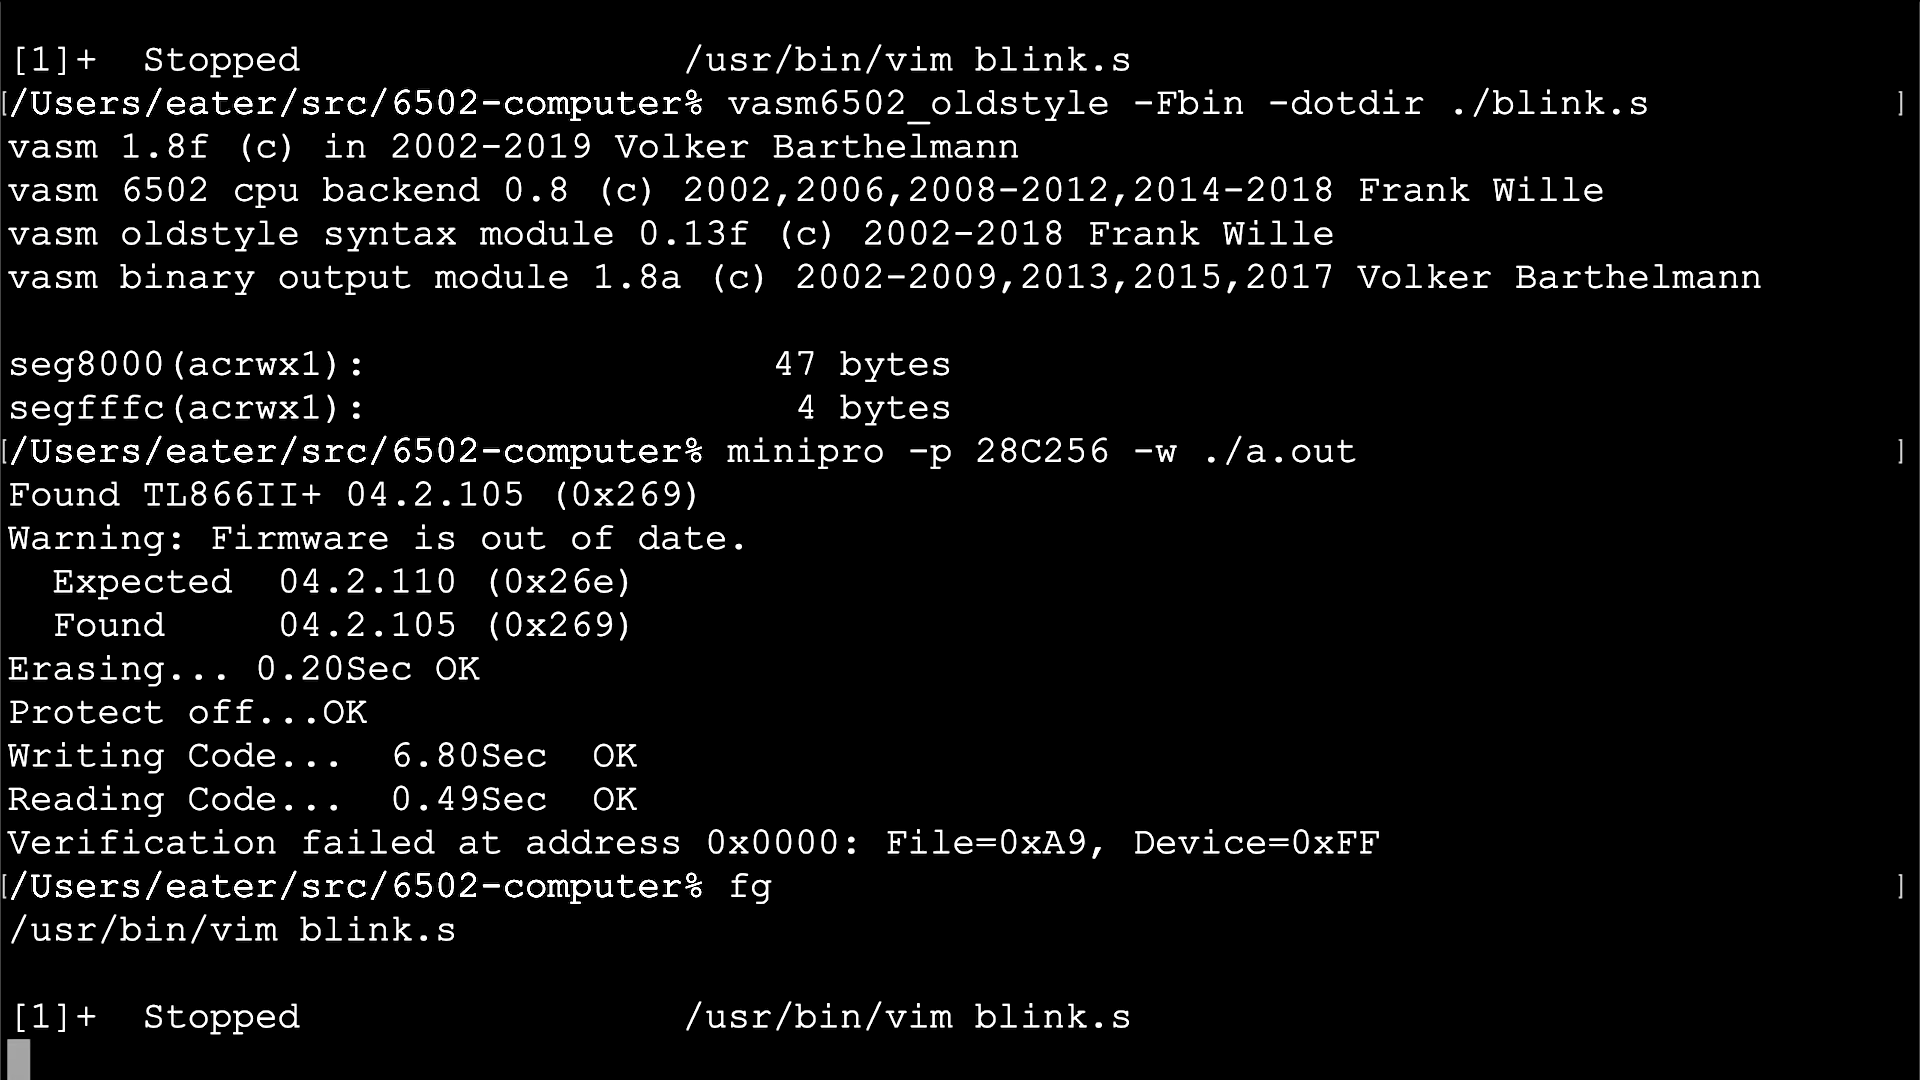 [1]+  Stopped                 /usr/bin/vim blink.s
[/Users/eater/src/6502-computer% vasm6502_oldstyle -Fbin -dotdir ./blink.s ]
vasm 1.8f (c) in 2002-2019 Volker Barthelmann
vasm 6502 cpu backend 0.8 (c) 2002,2006,2008-2012,2014-2018 Frank Wille
vasm oldstyle syntax module 0.13f (c) 2002-2018 Frank Wille
vasm binary output module 1.8a (c) 2002-2009,2013,2015,2017 Volker Barthelmann
seg8000(acrwx1):                  47 bytes
segfffc(acrwx1):                   4 bytes
[/Users/eater/src/6502-computer% minipro -p 28C256 -w ./a.out ]
Found TL866II+ 04.2.105 (0x269)
Warning: Firmware is out of date.
  Expected  04.2.110 (0x26e)
  Found     04.2.105 (0x269)
Erasing... 0.20Sec OK
Protect off...OK
Writing Code...  6.80Sec  OK
Reading Code...  0.49Sec  OK
Verification failed at address 0x0000: File=0xA9, Device=0xFF
[/Users/eater/src/6502-computer% fg ]
/usr/bin/vim blink.s
[1]+  Stopped                 /usr/bin/vim blink.s